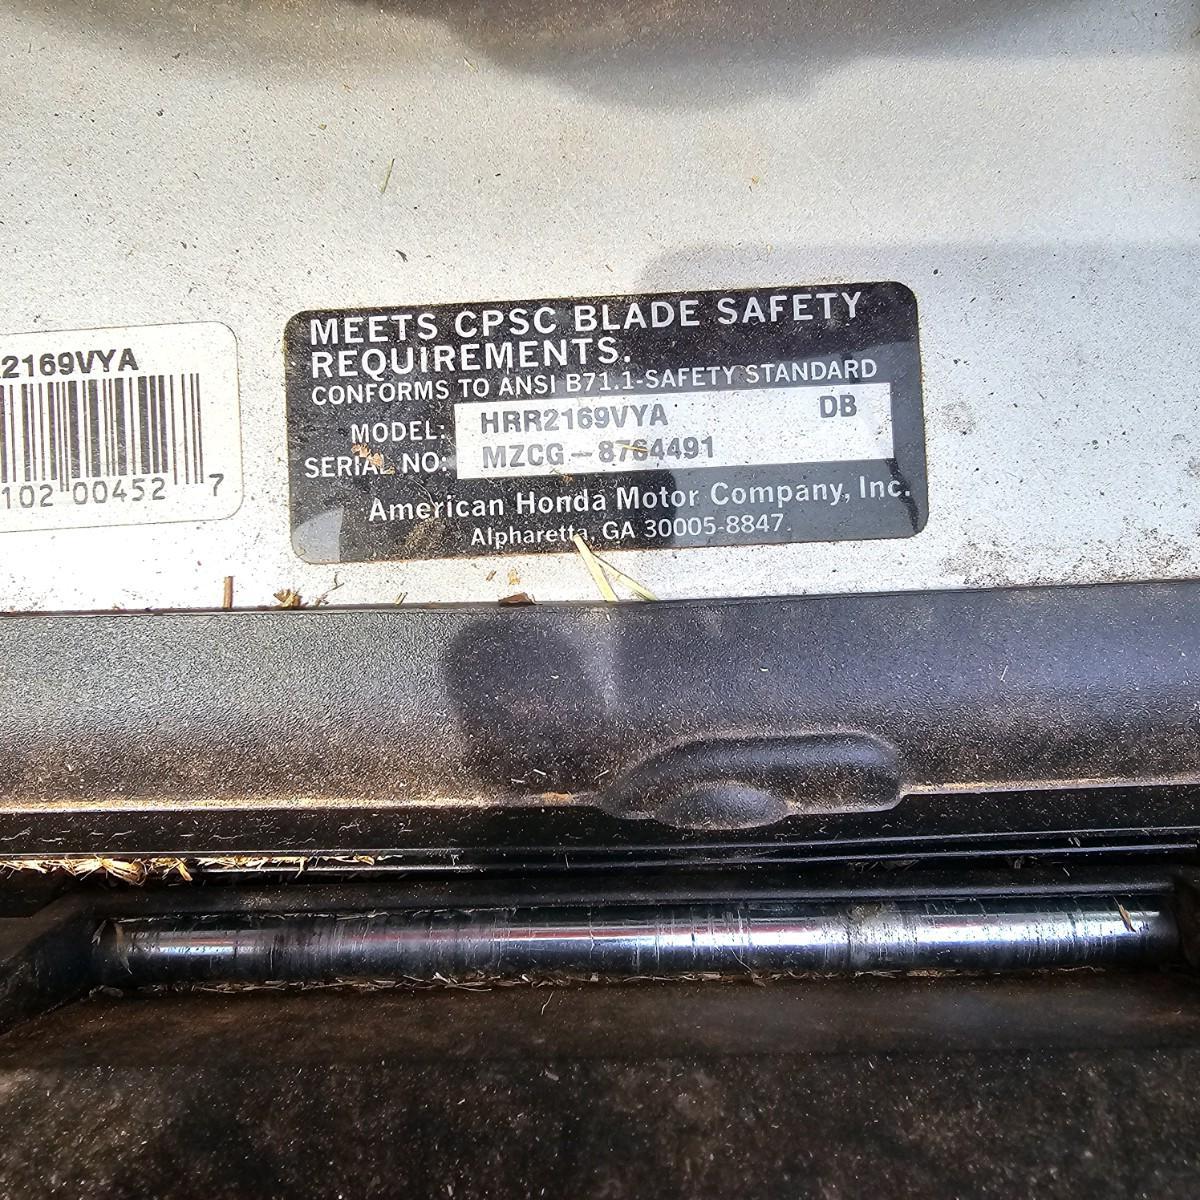 2169VYA
102 00452 7
MEETS CPSC BLADE SAFETY
REQUIREMENTS.
CONFORMS TO ANSI B71.1-SAFETY STANDARD
MODEL: HRR2169VYA DB
SERIAL NO: MZCG-8764491
American Honda Motor Company, Inc.
Alpharetta, GA 30005-8847.